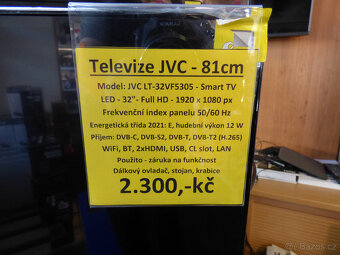 Televize JVC - 81cm
Model: JVC LT-32VF5305 - Smart TV
LED - 32"- Full HD - 1920 x 1080 px
Frekvenční index panelu 50/60 Hz
Energetická třída 2021: E, hudební výkon 12 W
Příjem: DVB-C, DVB-S2, DVB-T, DVB-T2 (H.265)
WiFi, BT, 2xHDMI, USB, CL slot, LAN
Použito - záruka na funkčnost
Dálkový ovladač, stojan, krabice
2.300,-kč